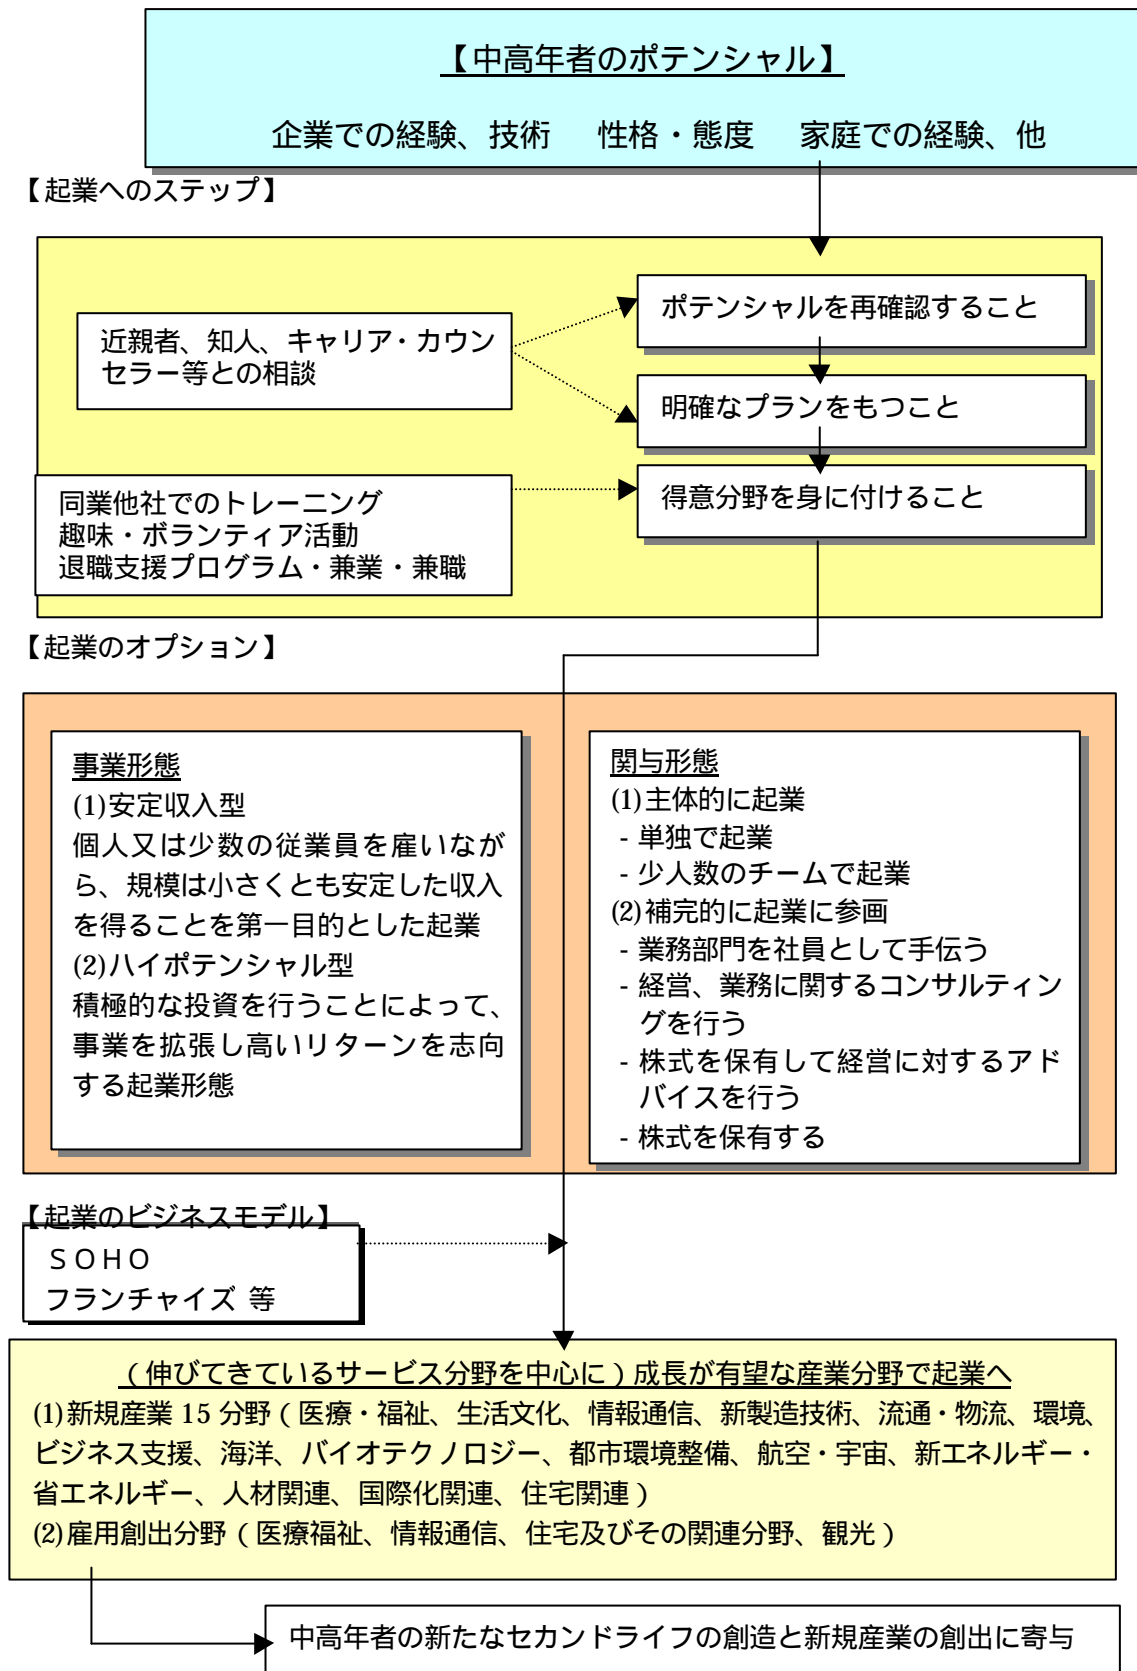 【中高年者のポテンシャル】
企業での経験、技術　性格・態度　家庭での経験、他
【起業へのステップ】
ポテンシャルを再確認すること
近親者、知人、キャリア・カウン
セラー等との相談
明確なプランをもつこと
得意分野を身に付けること
同業他社でのトレーニング
趣味・ボランティア活動
退職支援プログラム・兼業・兼職
【起業のオプション】
事業形態
(1)安定収入型
個人又は少数の従業員を雇いなが
ら、規模は小さくとも安定した収入
を得ることを第一目的とした起業
(2)ハイポテンシャル型
積極的な投資を行うことによって、
事業を拡張し高いリターンを志向
する起業形態
関与形態
(1)主体的に起業
- 単独で起業
- 少人数のチームで起業
(2)補完的に起業に参画
- 業務部門を社員として手伝う
- 経営、業務に関するコンサルティン
グを行う
- 株式を保有して経営に対するアド
バイスを行う
- 株式を保有する
【起業のビジネスモデル】
ＳＯＨＯ
フランチャイズ 等
（伸びてきているサービス分野を中心に）成長が有望な産業分野で起業へ
(1)新規産業 15 分野（医療・福祉、生活文化、情報通信、新製造技術、流通・物流、環境、
ビジネス支援、海洋、バイオテクノロジー、都市環境整備、航空・宇宙、新エネルギー・
省エネルギー、人材関連、国際化関連、住宅関連）
(2)雇用創出分野（医療福祉、情報通信、住宅及びその関連分野、観光）
中高年者の新たなセカンドライフの創造と新規産業の創出に寄与